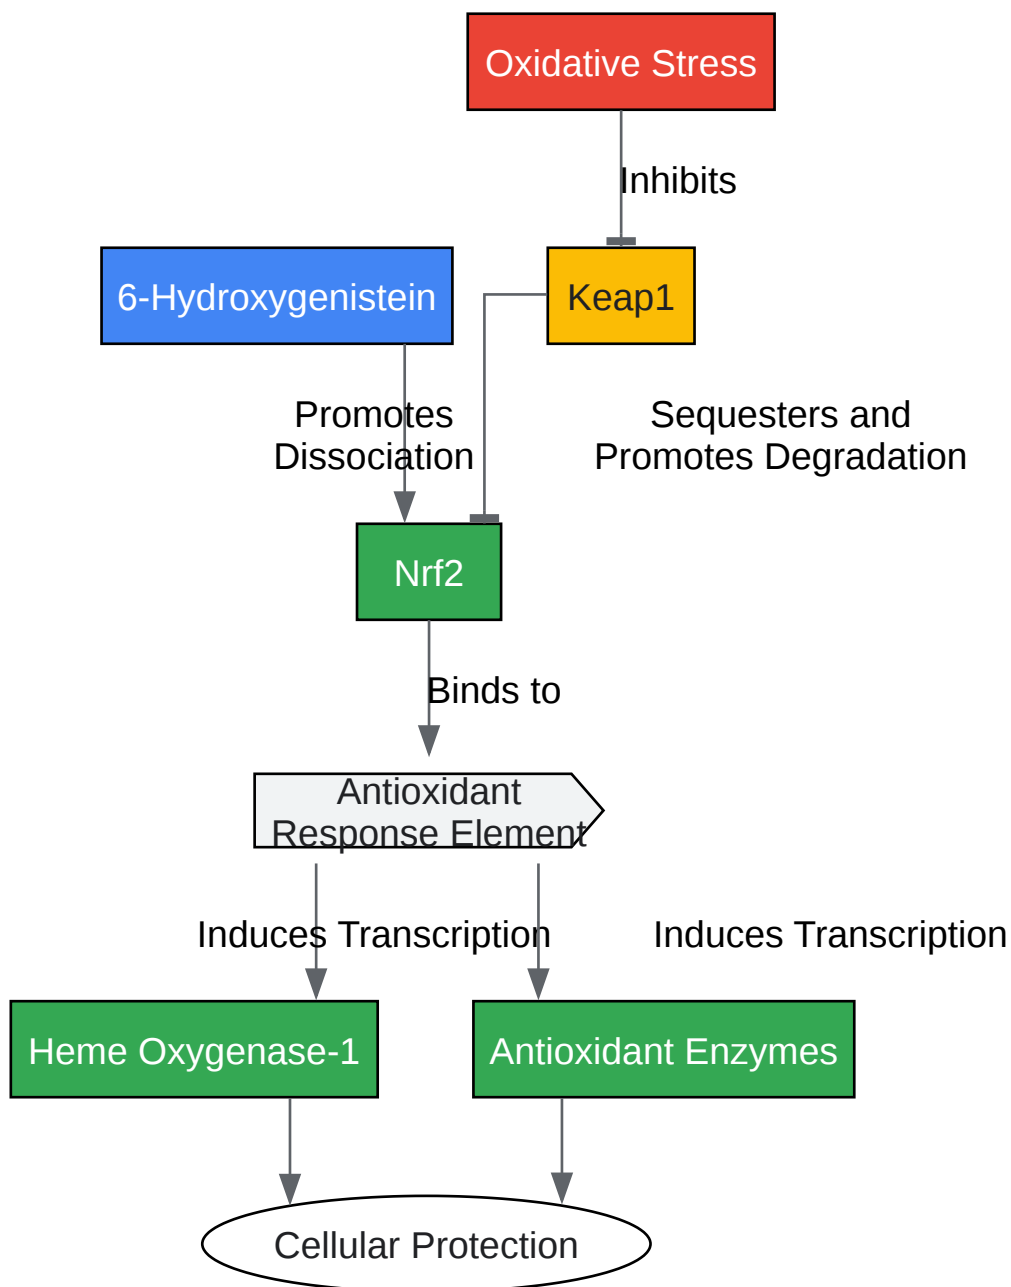 Oxidative Stress
Inhibits
6-Hydroxygenistein
Keap1
Promotes
Dissociation
Sequesters and
Promotes Degradation
Nrf2
Binds to
Antioxidant
Response Element
Induces Transcription
Induces Transcription
Heme Oxygenase-1
Antioxidant Enzymes
Cellular Protection